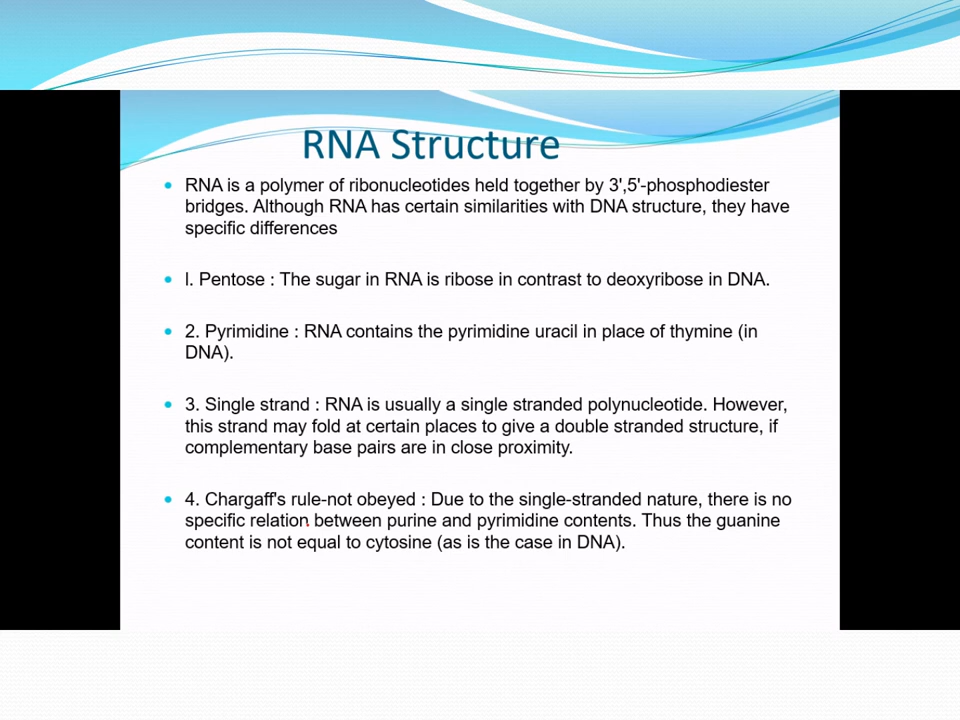 RNA Structure
RNA is a polymer of ribonucleotides held together by 3',5'-phosphodiester
bridges. Although RNA has certain similarities with DNA structure, they have
specific differences
l. Pentose : The sugar in RNA is ribose in contrast to deoxyribose in DNA.
2. Pyrimidine : RNA contains the pyrimidine uracil in place of thymine (in
DNA).
3. Single strand : RNA is usually a single stranded polynucleotide. However,
this strand may fold at certain places to give a double stranded structure, if
complementary base pairs are in close proximity.
4. Chargaff's rule-not obeyed : Due to the single-stranded nature, there is no
specific relation between purine and pyrimidine contents. Thus the guanine
content is not equal to cytosine (as is the case in DNA).